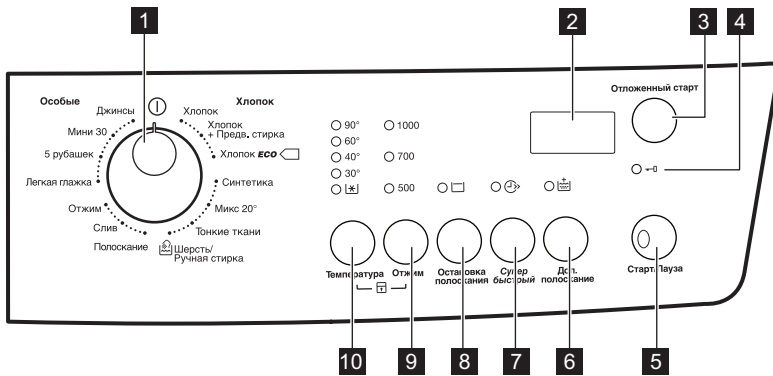 1
2
3
4
Особые
Хлопок
Джинсы
Мини 30
5 рубашек
Легкая глажка
Отжим
Слив
Полоскание
Хлопок
Хлопок
+ Предв. стирка
Хлопок ECO
Синтетика
Микс 20°
Тонкие ткани
Шерсть/
Ручная стирка
90°
60°
40°
30°
1000
700
500
Отложенный старт
Температура
Отжим
Остановка
полоскания
Супер
быстрый
Доп.
полоскание
Старт/Пауза
10
9
8
7
6
5